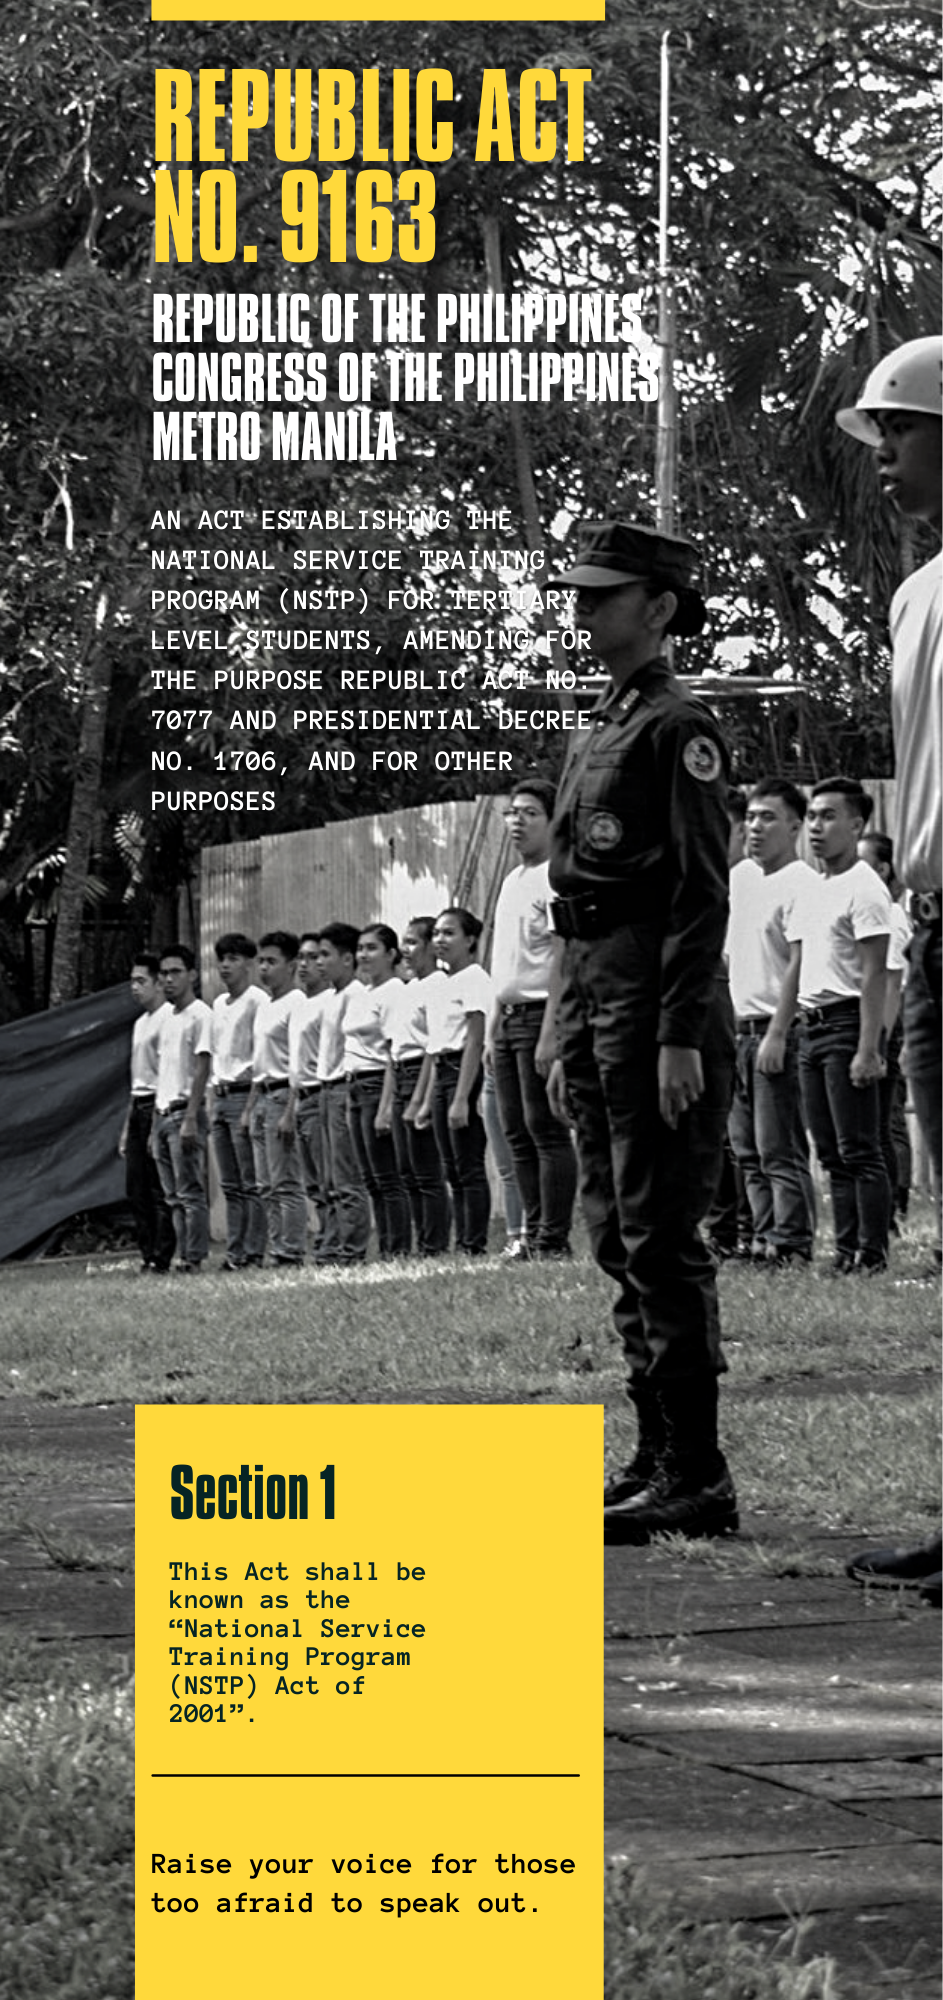 REPUBLIC ACT
NO. 9163
REPUBLIC OF THE PHILIPPINES
CONGRESS OF THE PHILIPPINES
METRO MANILA
AN ACT ESTABLISHING THE
NATIONAL SERVICE TRAINING
PROGRAM (NSTP) FOR TERTIARY
LEVEL STUDENTS, AMENDING FOR
THE PURPOSE REPUBLIC ACT NO.
7077 AND PRESIDENTIAL DECREE
NO. 1706, AND FOR OTHER
PURPOSES
Section 1
This Act shall be
known as the
“National Service
Training Program
(NSTP) Act of
2001”.
Raise your voice for those
too afraid to speak out.